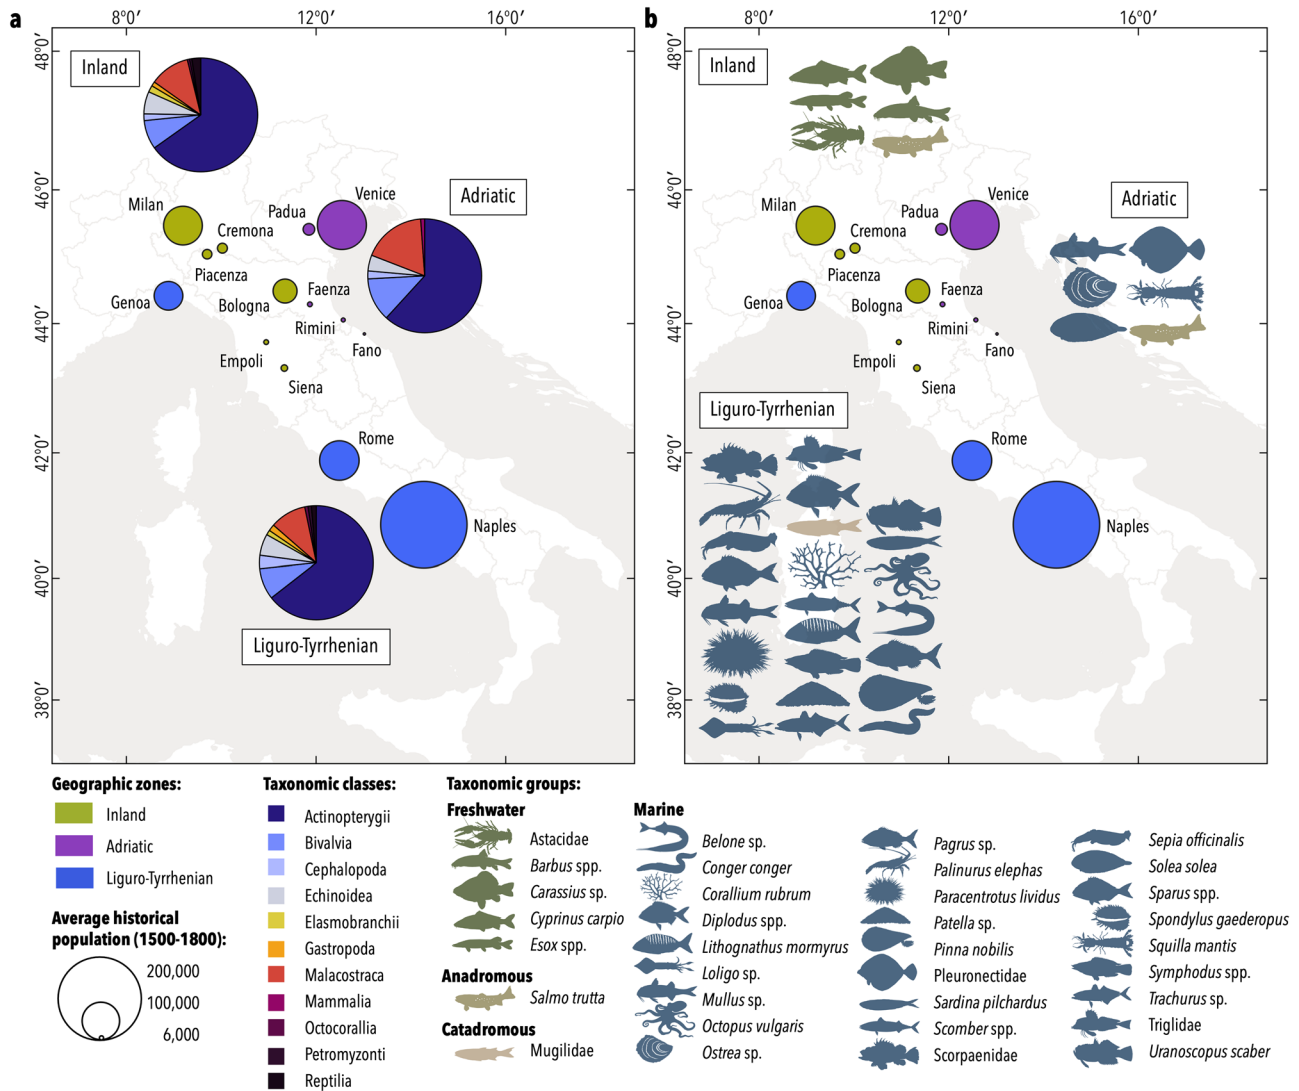 a
8°0′ 12°0′ 16°0′
48°0′
46°0′
44°0′
42°0′
40°0′
38°0′
Inland
Adriatic
Milan
Cremona
Padua
Venice
Piacenza
Genoa
Bologna
Faenza
Rimini
Fano
Empoli
Siena
Rome
Naples
Liguro-Tyrrhenian
b
8°0′ 12°0′ 16°0′
48°0′
46°0′
44°0′
42°0′
40°0′
38°0′
Inland
Adriatic
Milan
Cremona
Padua
Venice
Piacenza
Genoa
Bologna
Faenza
Rimini
Fano
Empoli
Siena
Liguro-Tyrrhenian
Rome
Naples
Geographic zones:
Inland
Adriatic
Liguro-Tyrrhenian
Average historical
population (1500-1800):
200,000
100,000
6,000
Taxonomic classes:
Actinopterygii
Bivalvia
Cephalopoda
Echinoidea
Elasmobranchii
Gastropoda
Malacostraca
Mammalia
Octocorallia
Petromyzonti
Reptilia
Taxonomic groups:
Freshwater
Astacidae
Barbus spp.
Carassius sp.
Cyprinus carpio
Esox spp.
Anadromous
Salmo trutta
Catadromous
Mugilidae
Marine
Belone sp.
Conger conger
Corallium rubrum
Diplodus spp.
Lithognathus mormyrus
Loligo sp.
Mullus sp.
Octopus vulgaris
Ostrea sp.
Pagrus sp.
Palinurus elephas
Paracentrotus lividus
Patella sp.
Pinna nobilis
Pleuronectidae
Sardina pilchardus
Scomber spp.
Scorpaenidae
Sepia officinalis
Solea solea
Sparus spp.
Spondylus gaederopus
Squilla mantis
Symphodus spp.
Trachurus sp.
Triglidae
Uranoscopus scaber